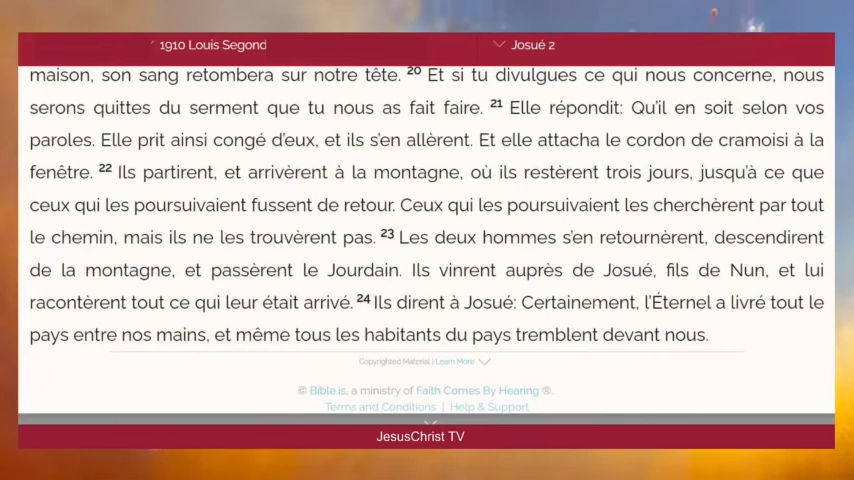 1910 Louis Segond
Josué 2
maison, son sang retombera sur notre tête. 20 Et si tu divulgues ce qui nous concerne, nous
serons quittes du serment que tu nous as fait faire. 21 Elle répondit: Qu'il en soit selon vos
paroles. Elle prit ainsi congé d'eux, et ils s'en allèrent. Et elle attacha le cordon de cramoisi à la
fenêtre. 22 Ils partirent, et arrivèrent à la montagne, où ils restèrent trois jours, jusqu'à ce que
ceux qui les poursuivaient fussent de retour. Ceux qui les poursuivaient les cherchèrent par tout
le chemin, mais ils ne les trouvèrent pas. 23 Les deux hommes s'en retournèrent, descendirent
de la montagne, et passèrent le Jourdain. Ils vinrent auprès de Josué, fils de Nun, et lui
racontèrent tout ce qui leur était arrivé. 24 Ils dirent à Josué: Certainement, l'Éternel a livré tout le
pays entre nos mains, et même tous les habitants du pays tremblent devant nous.
Copyrighted Material | Learn More
© Bible.is, a ministry of Faith Comes By Hearing ®.
Terms and Conditions | Help & Support
JesusChrist TV